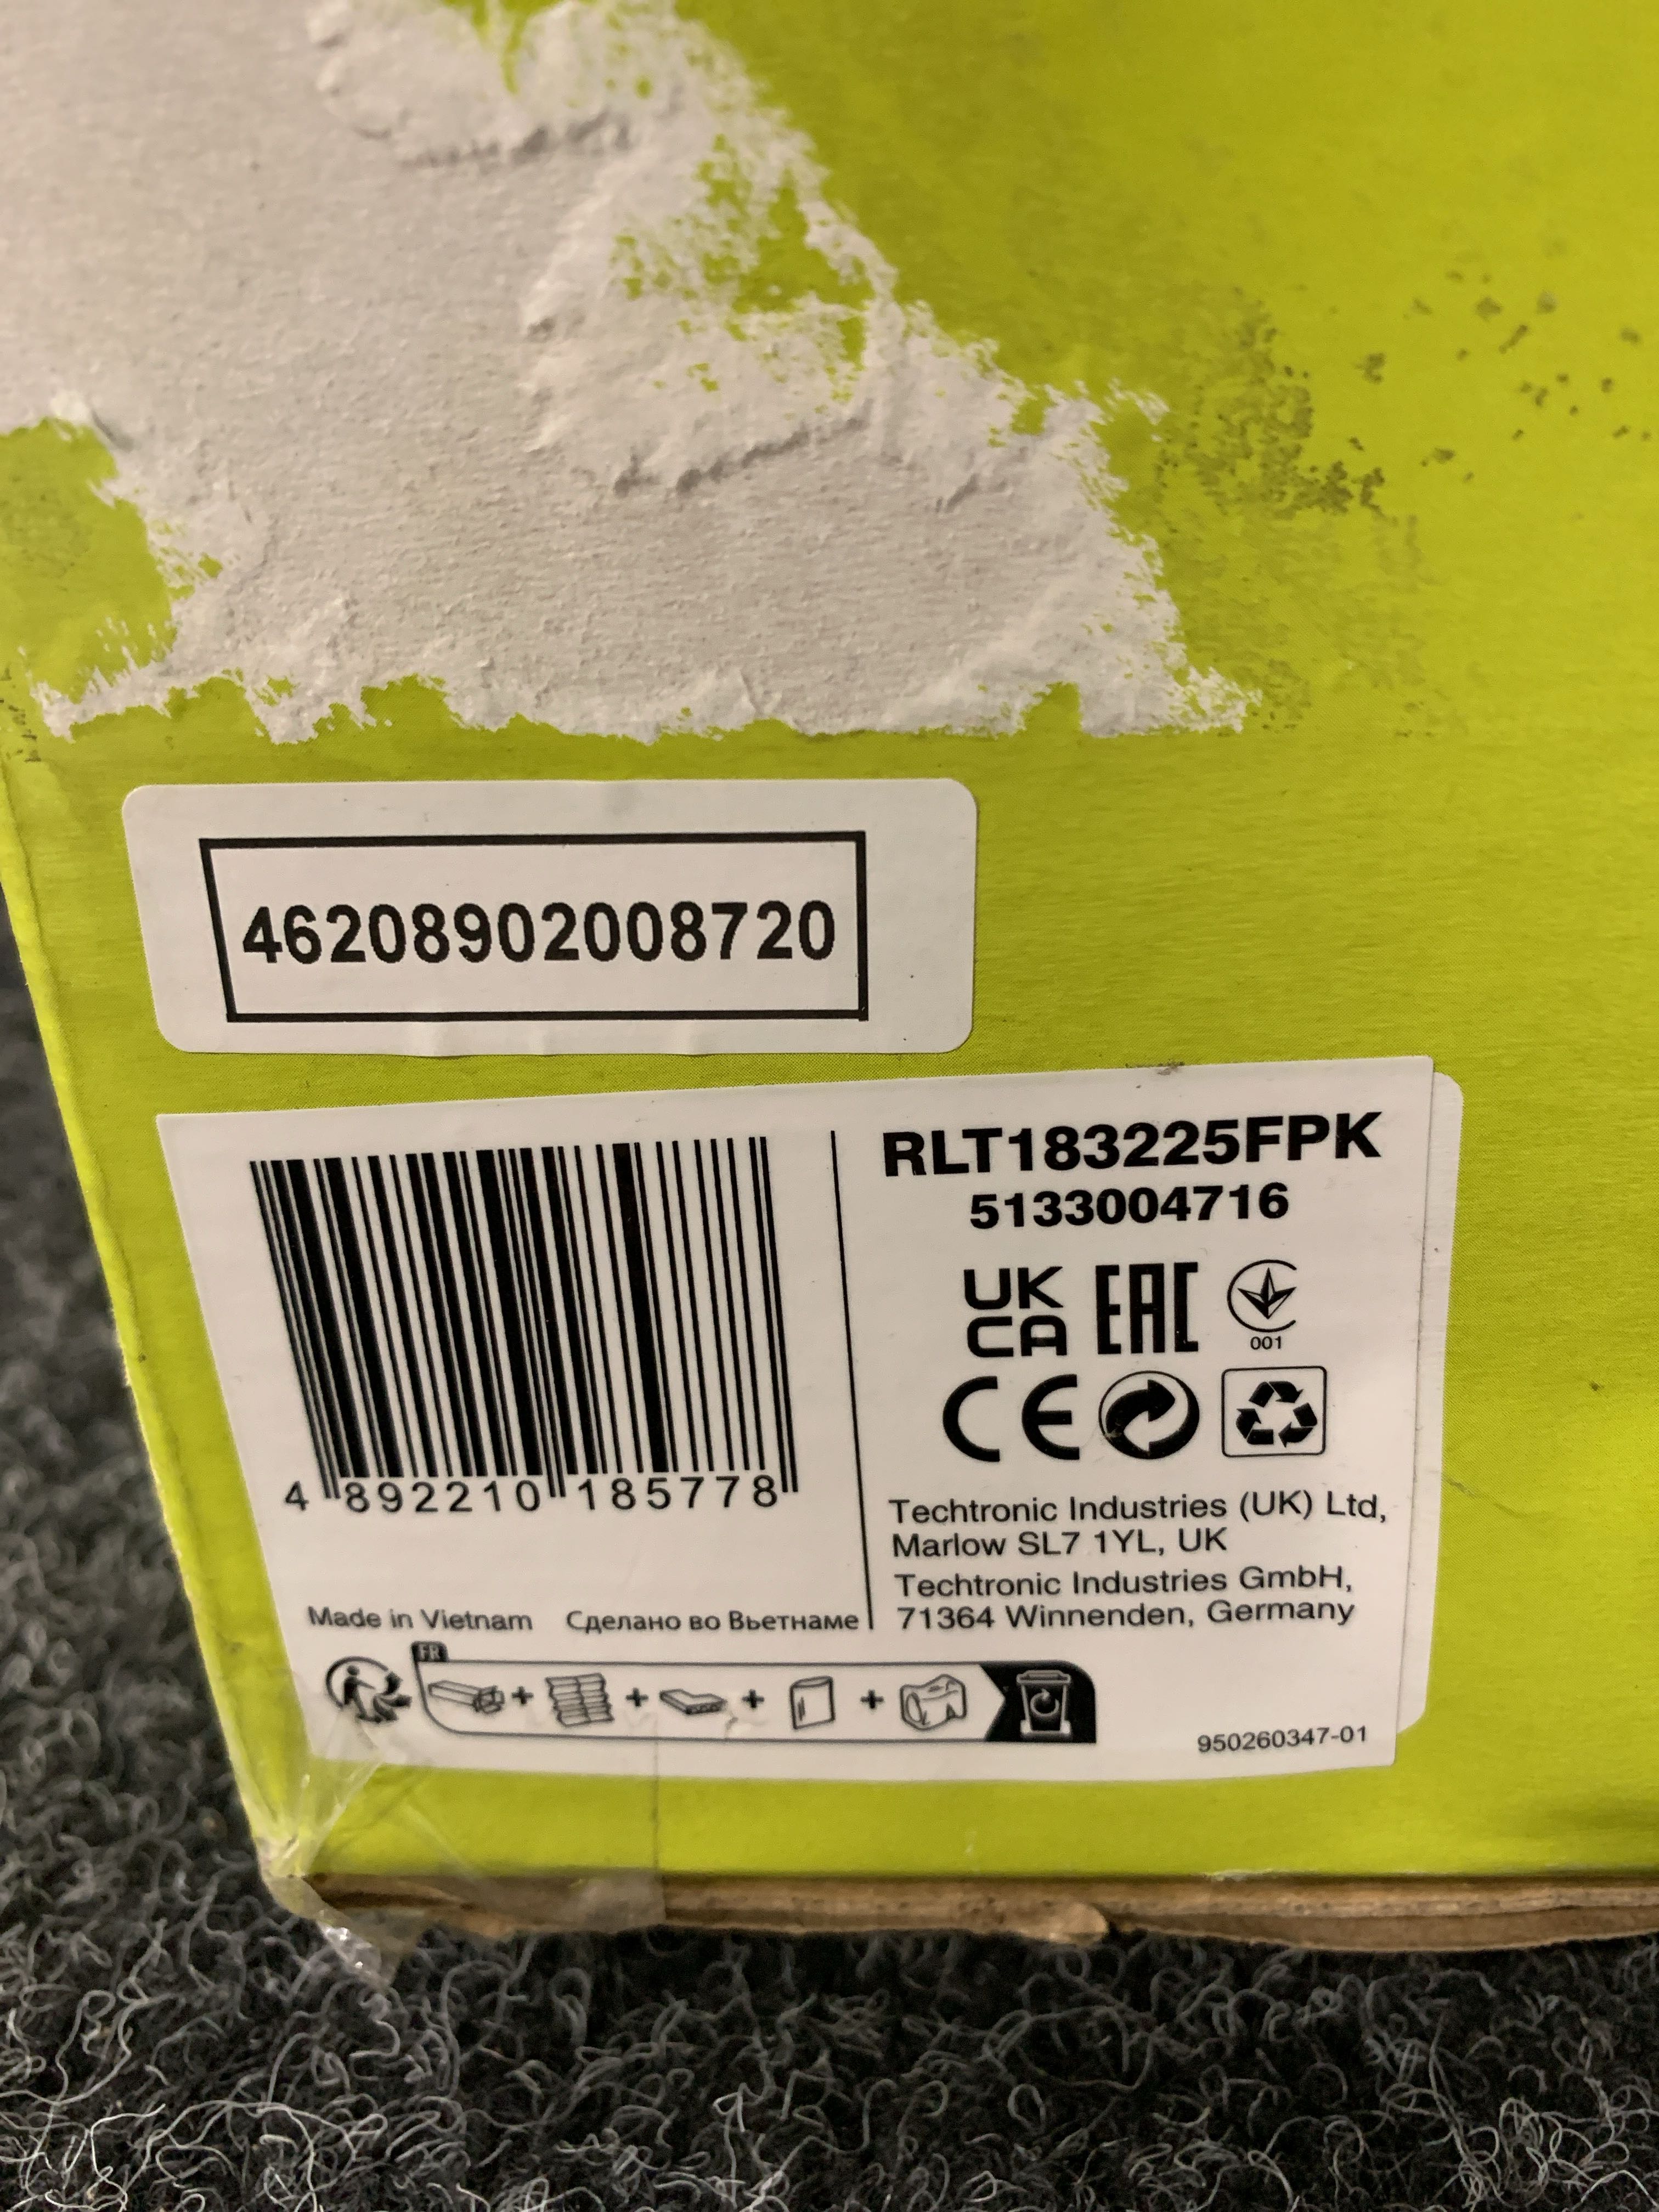 46208902008720
RLT183225FPK
5133004716
UK
CA
EAC
001
CE
4 892210 185778
Techtronic Industries (UK) Ltd,
Marlow SL7 1YL, UK
Techtronic Industries GmbH,
71364 Winnenden, Germany
Made in Vietnam Сделано во Вьетнаме
FR
+ + + +
950260347-01